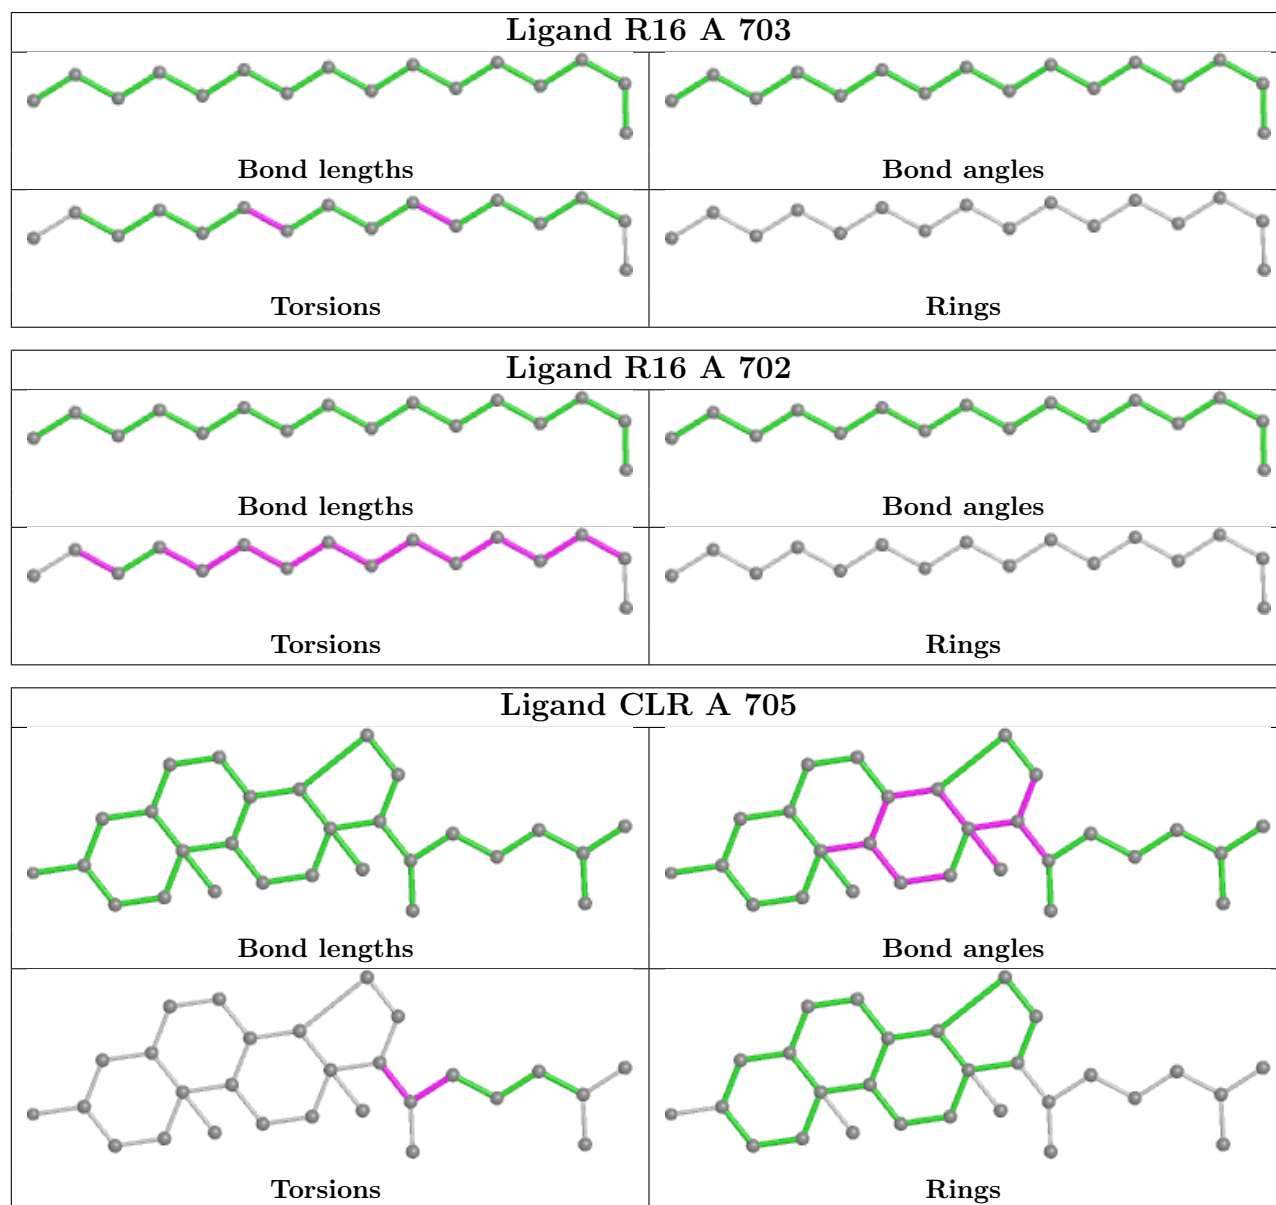 Ligand R16 A 703
Bond lengths
Bond angles
Torsions
Rings
Ligand R16 A 702
Bond lengths
Bond angles
Torsions
Rings
Ligand CLR A 705
Bond lengths
Bond angles
Torsions
Rings